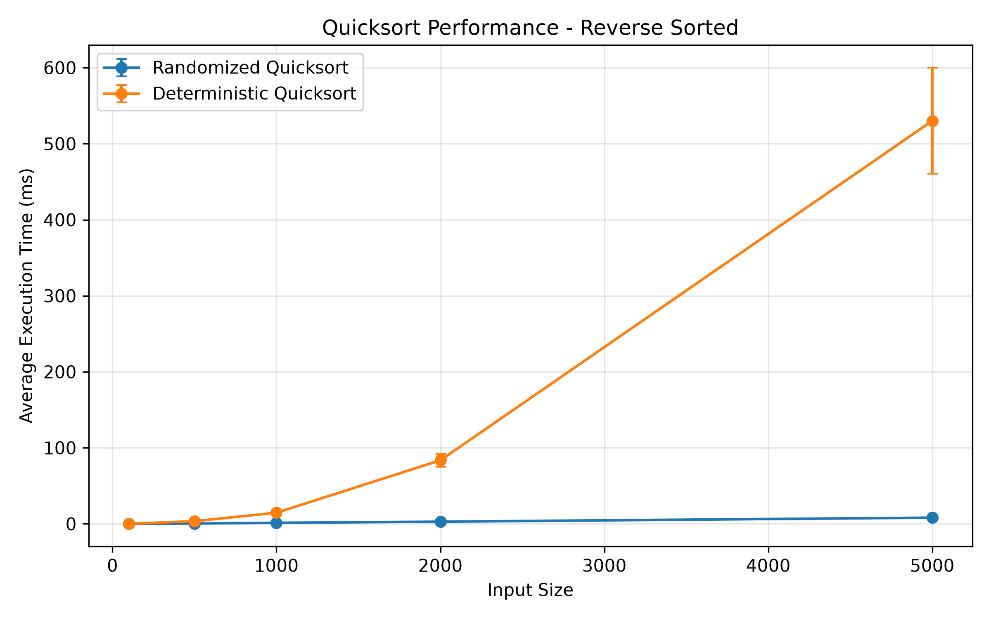 Quicksort Performance - Reverse Sorted
Randomized Quicksort
Deterministic Quicksort
600
500
400
300
200
100
0
Average Execution Time (ms)
0 1000 2000 3000 4000 5000
Input Size